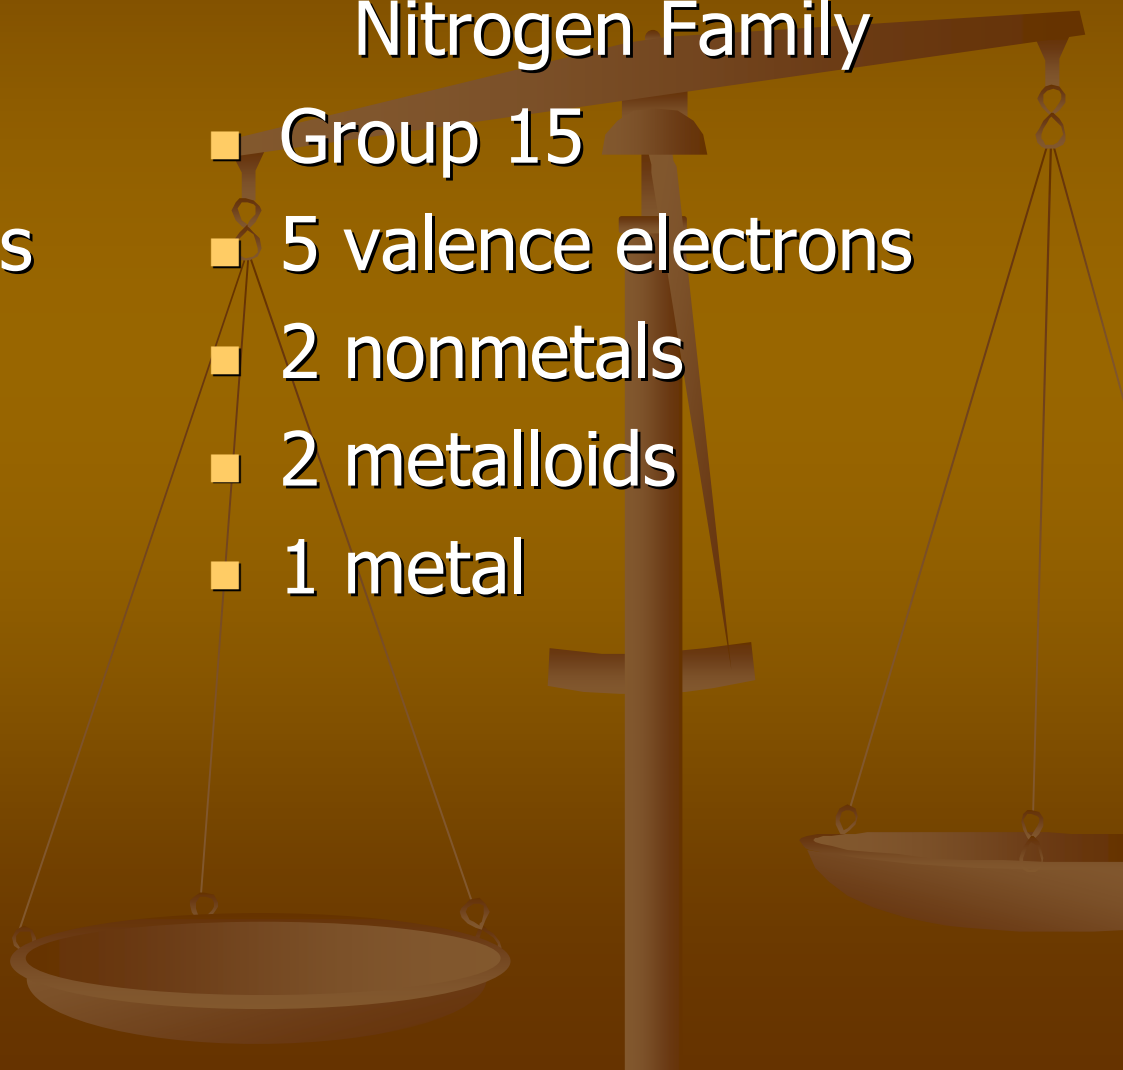 Nitrogen Family
Group 15
s
5 valence electrons
2 nonmetals
2 metalloids
1 metal